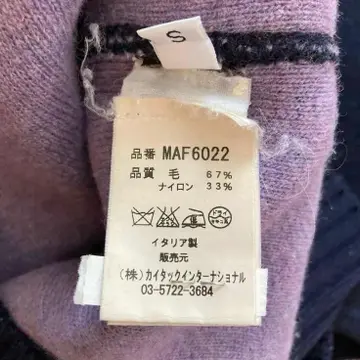 S
品番 MAF6022
品質 毛 67%
ナイロン 33%
イタリア製
販売元
(株)カイタックインターナショナル
03-5722-3684